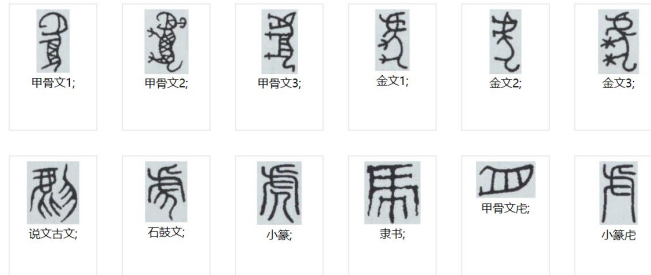 甲骨文1;
甲骨文2;
甲骨文3;
金文1;
金文2;
金文3;
说文古文;
石鼓文;
小篆;
隶书;
甲骨文虍;
小篆虍